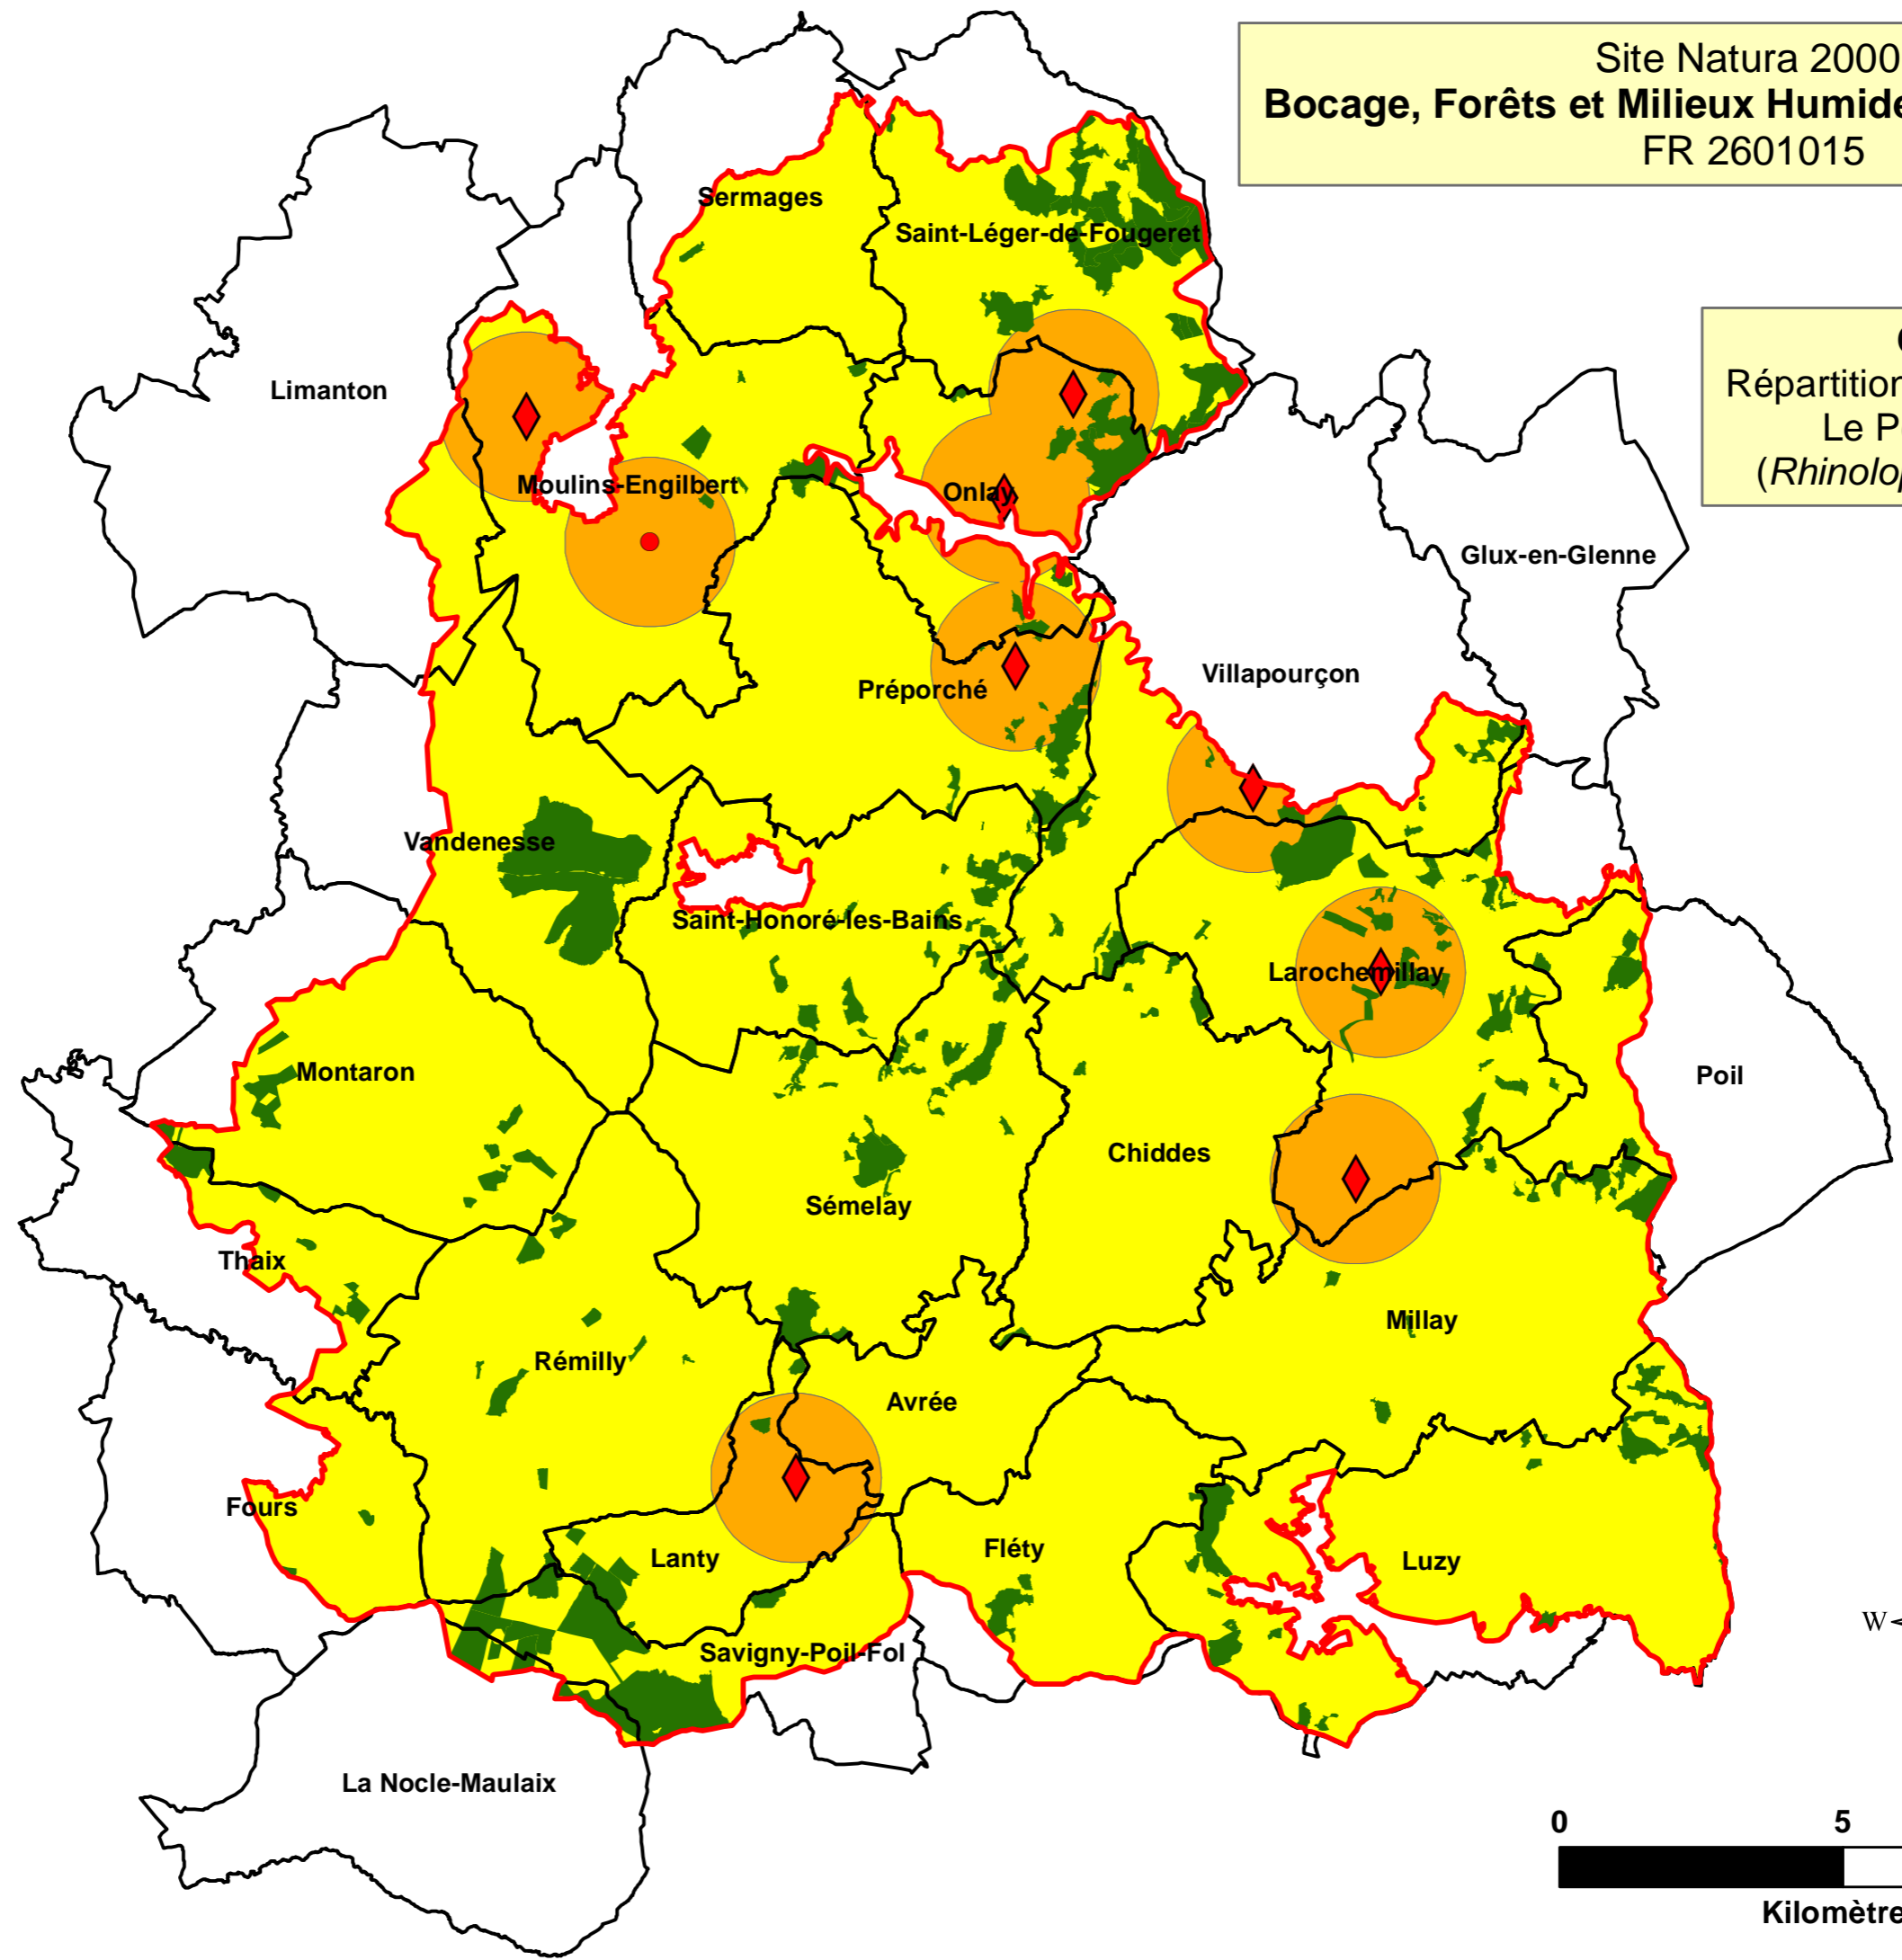 Site Natura 2000
Bocage, Forêts et Milieux Humide
FR 2601015
Sermages
Saint-Léger-de-Fougeret
Répartition
Le P
(Rhinolop
Limanton
Moulins-Engilbert
Onlay
Glux-en-Glenne
Villapourçon
Préporché
Vandenesse
Saint-Honoré-les-Bains
Larochemillay
Montaron
Poil
Chiddes
Sémelay
Thaix
Millay
Rémilly
Avrée
Fours
Fléty
Lanty
Luzy
W
Savigny-Poil-Fol
La Nocle-Maulaix
0 5
Kilomètre